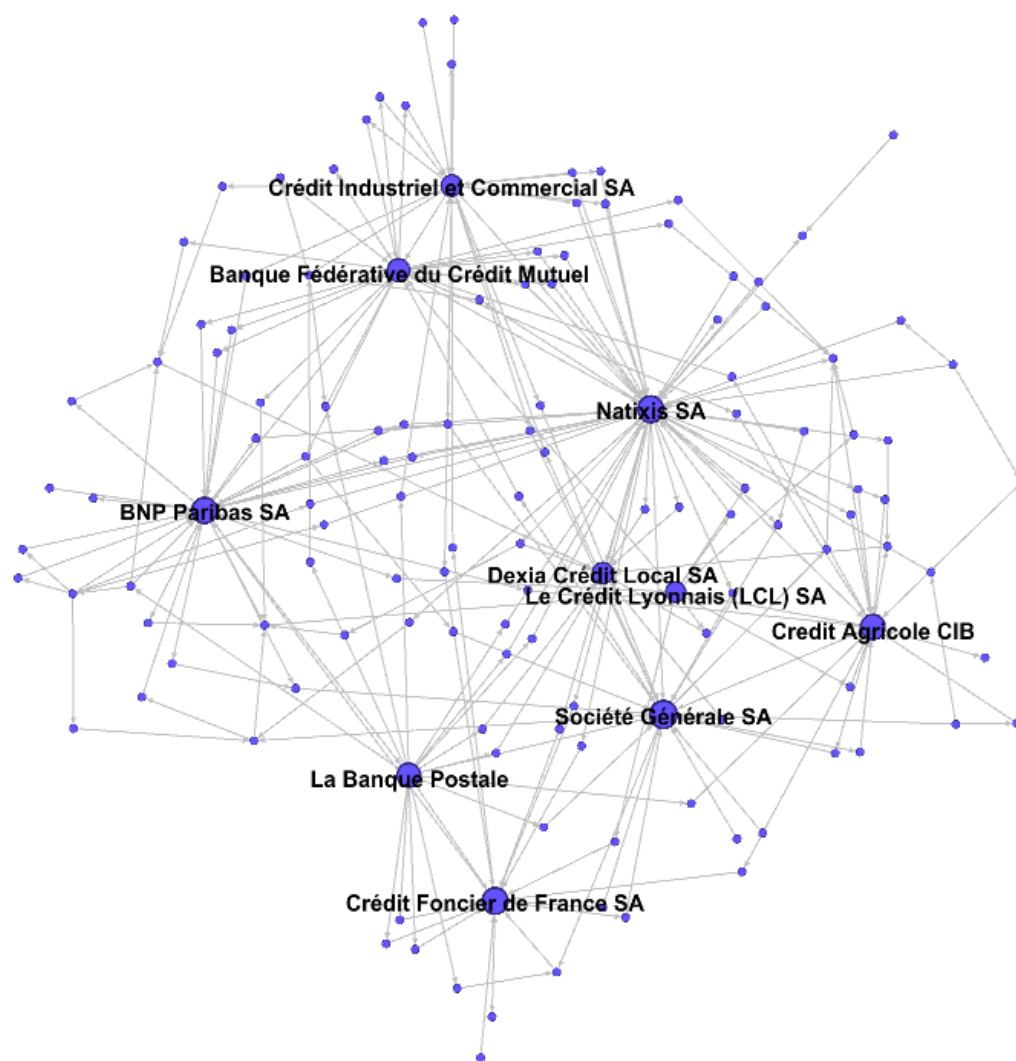 Crédit Industriel et Commercial SA
Banque Fédérative du Crédit Mutuel
Natixis SA
BNP Paribas SA
Dexia Crédit Local SA
Le Crédit Lyonnais (LCL) SA
Credit Agricole CIB
Société Générale SA
La Banque Postale
Crédit Foncier de France SA